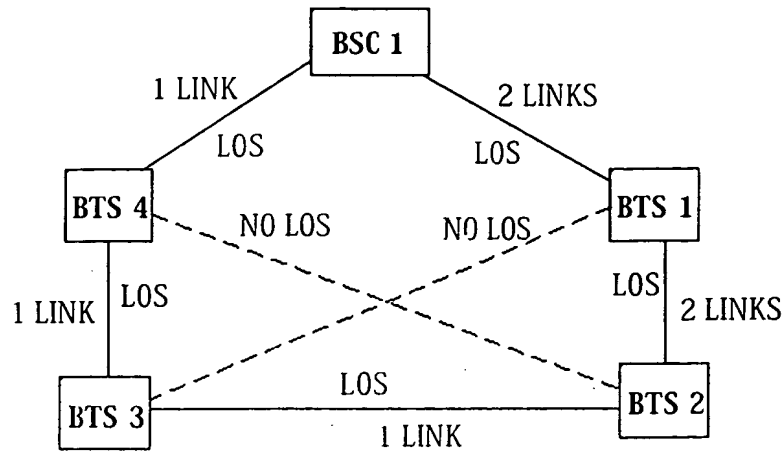 BSC 1
1 LINK
2 LINKS
LOS
LOS
BTS 4
BTS 1
NO LOS
NO LOS
LOS
LOS
1 LINK
2 LINKS
LOS
BTS 3
BTS 2
1 LINK